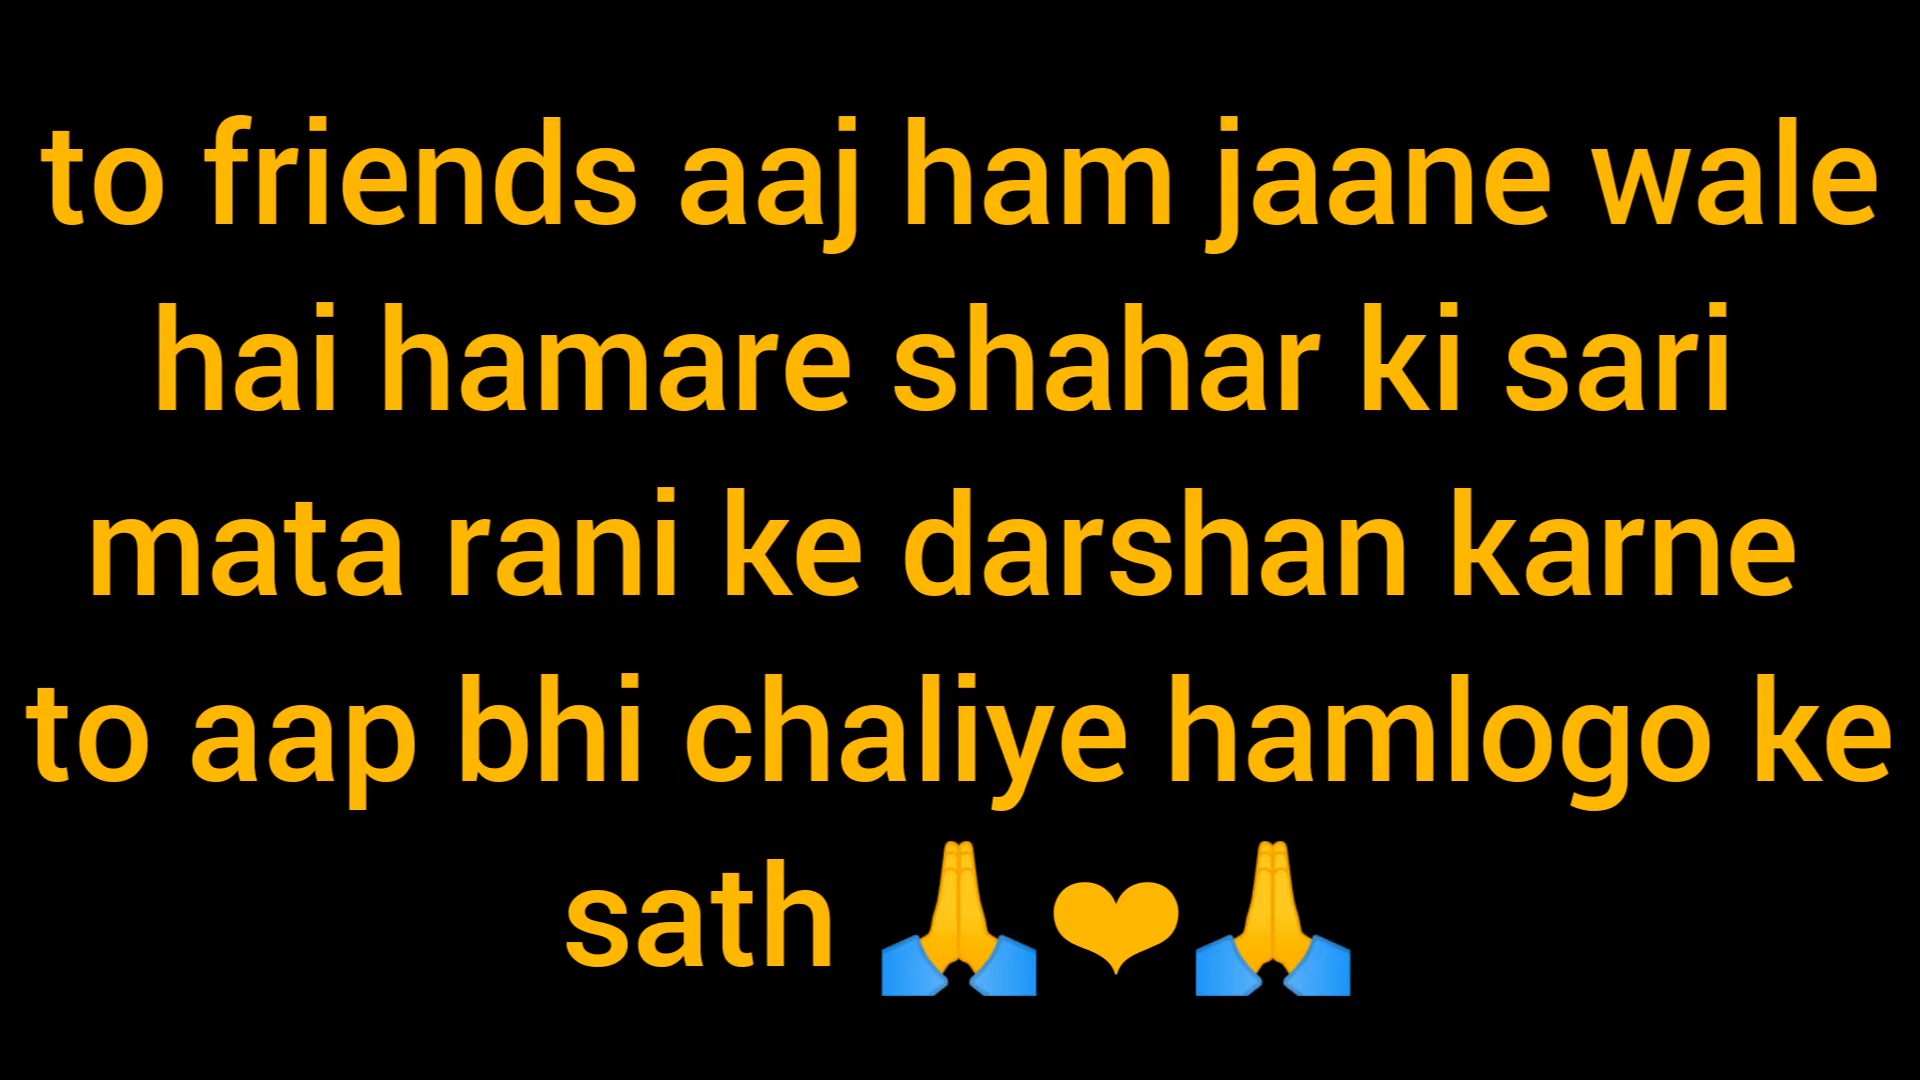 to friends aaj ham jaane wale
hai hamare shahar ki sari
mata rani ke darshan karne
to aap bhi chaliye hamlogo ke
sath 🙏❤🙏